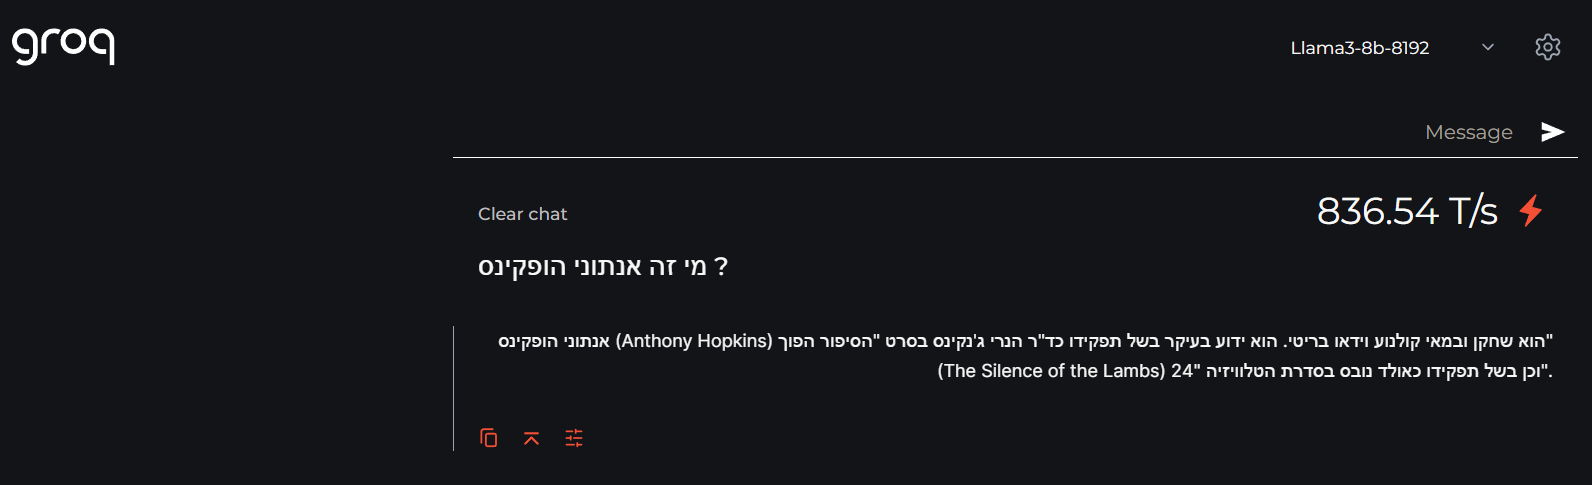 groq
Llama3-8b-8192
Message
Clear chat
836.54 T/s
מי זה אנתוני הופקינס ?
אנתוני הופקינס (Anthony Hopkins) הוא שחקן ובמאי קולנוע וידאו בריטי. הוא ידוע בעיקר בשל תפקידו כד"ר הנרי ג'נקינס בסרט "הסיפור הפוך"
(The Silence of the Lambs) וכן בשל תפקידו כאולד נובס בסדרת הטלוויזיה "24".